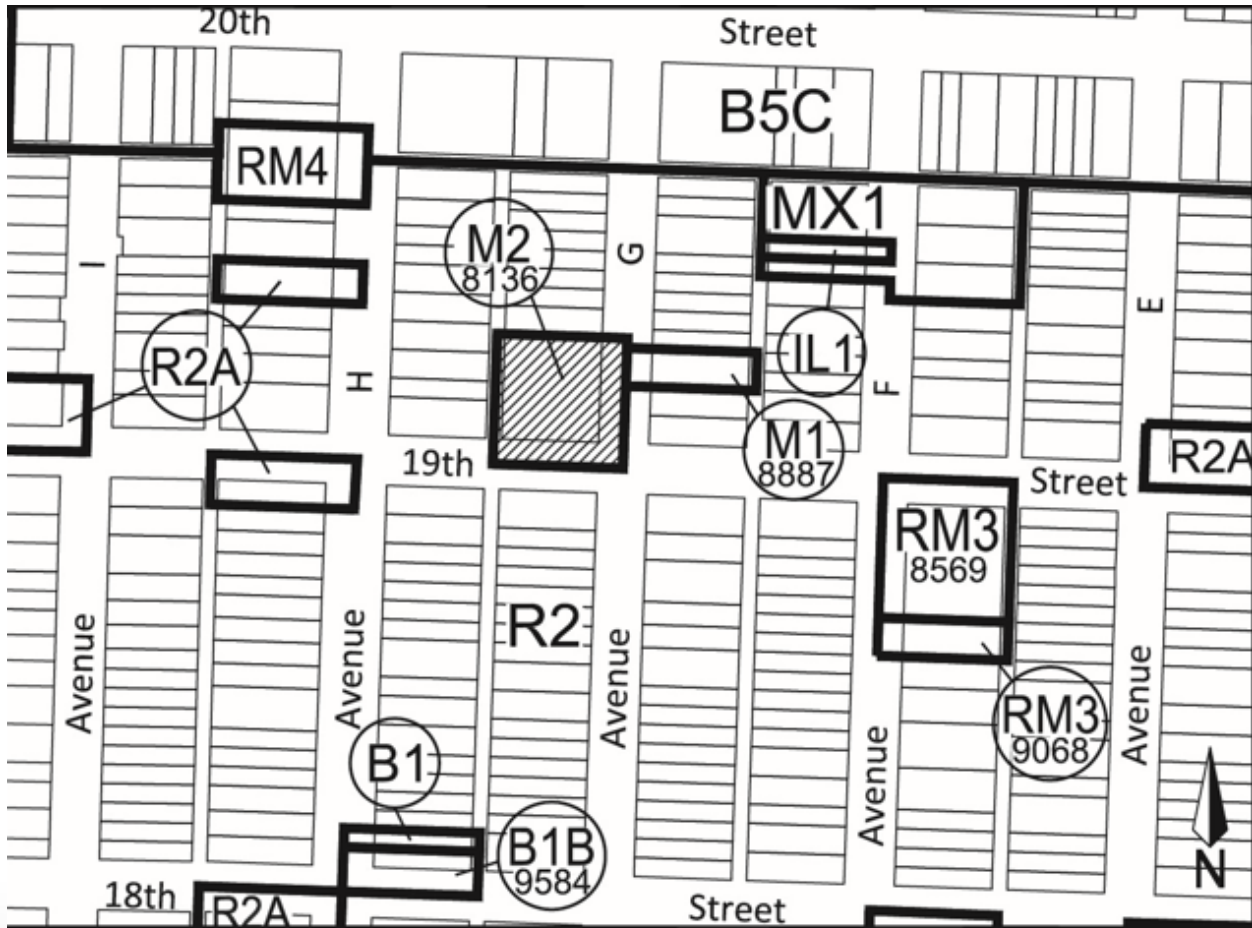 20th
Street
B5C
RM4
MX1
M2
8136
G
I
E
R2A
IL1
H
F
M1
8887
R2A
19th
Street
RM3
8569
R2
Avenue
Avenue
Avenue
Avenue
Avenue
RM3
9068
B1
B1B
9584
N
18th
R2A
Street